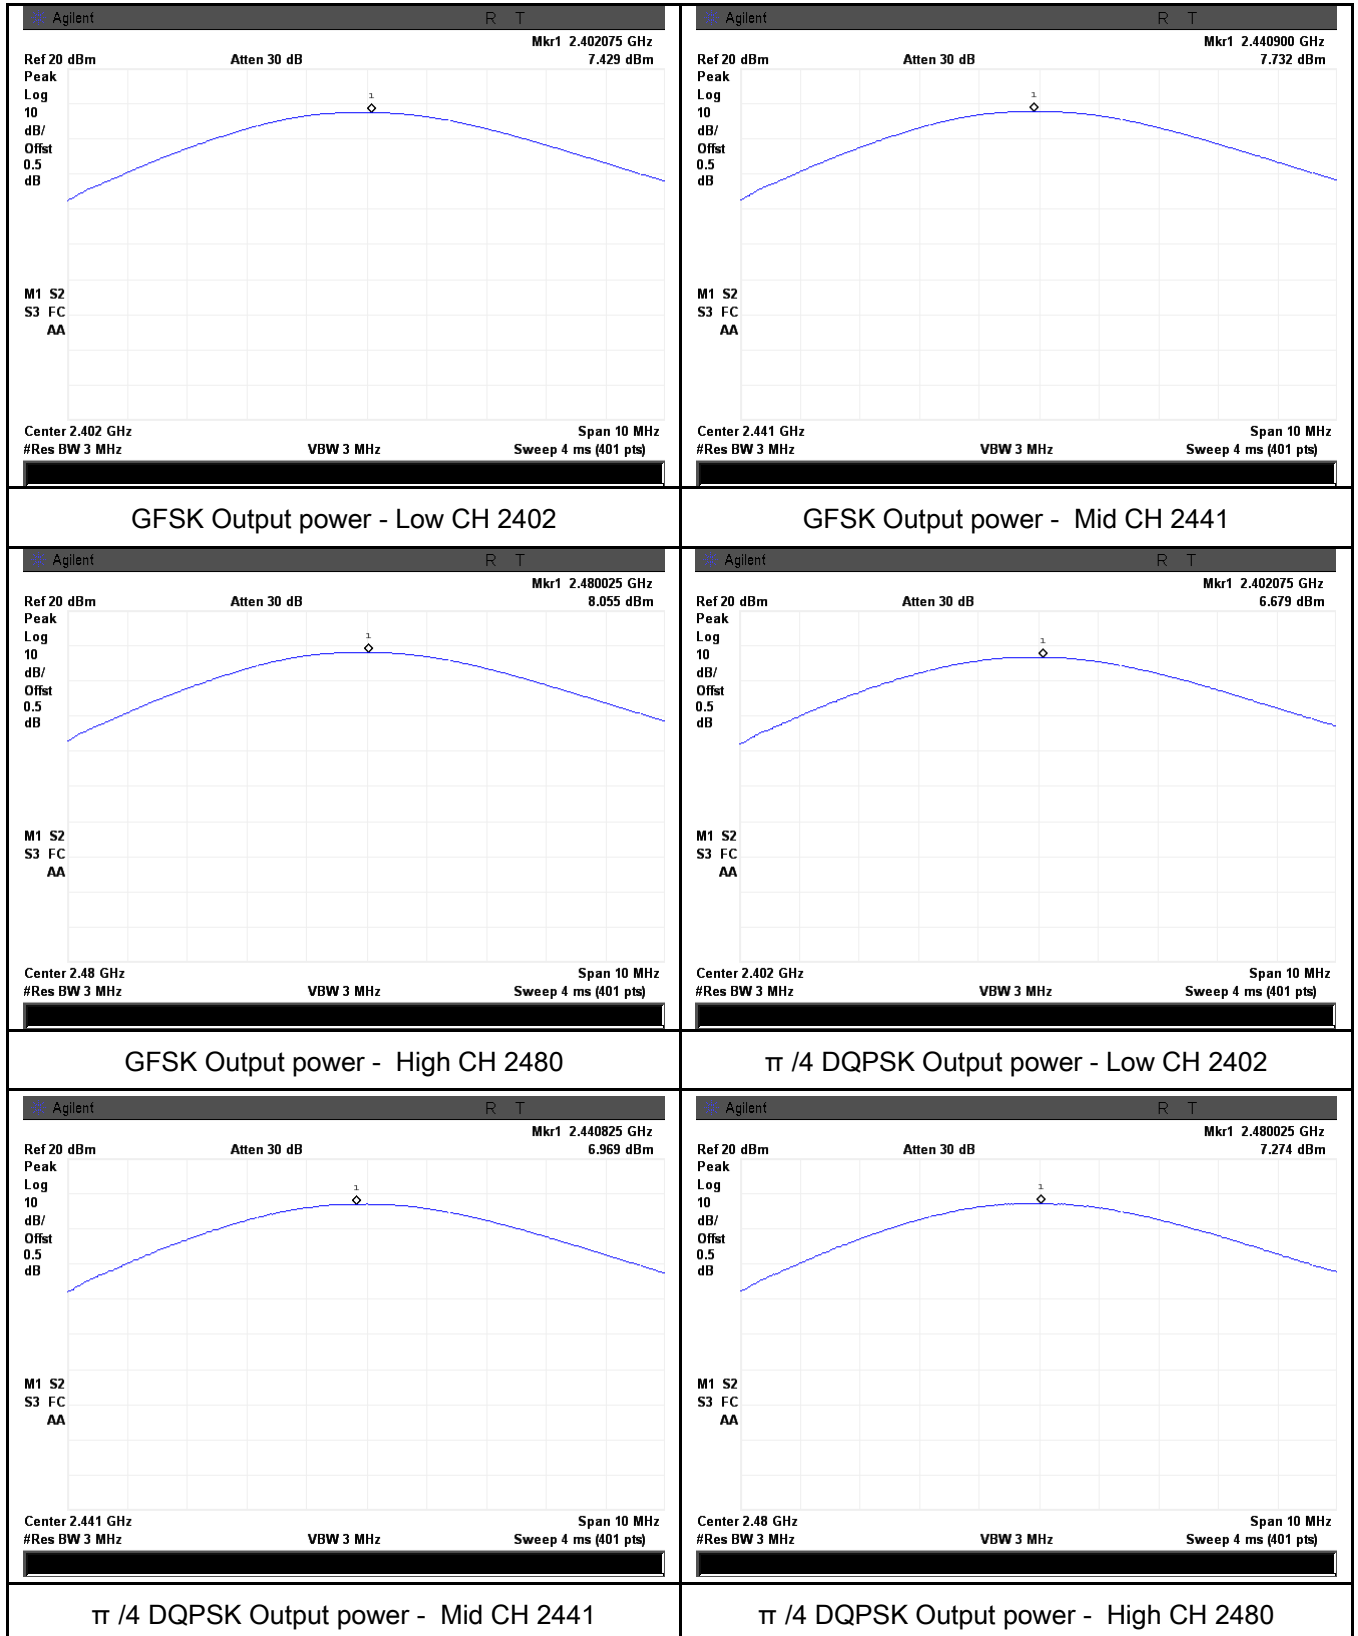 Agilent R T
Mkr1 2.402075 GHz
Ref 20 dBm Atten 30 dB 7.429 dBm
Peak
Log
10
dB/
Offst
0.5
dB
1
M1 S2
S3 FC
AA
Center 2.402 GHz Span 10 MHz
#Res BW 3 MHz VBW 3 MHz Sweep 4 ms (401 pts)
GFSK Output power - Low CH 2402
Agilent R T
Mkr1 2.440900 GHz
Ref 20 dBm Atten 30 dB 7.732 dBm
Peak
Log
10
dB/
Offst
0.5
dB
1
M1 S2
S3 FC
AA
Center 2.441 GHz Span 10 MHz
#Res BW 3 MHz VBW 3 MHz Sweep 4 ms (401 pts)
GFSK Output power - Mid CH 2441
Agilent R T
Mkr1 2.480025 GHz
Ref 20 dBm Atten 30 dB 8.055 dBm
Peak
Log
10
dB/
Offst
0.5
dB
1
M1 S2
S3 FC
AA
Center 2.48 GHz Span 10 MHz
#Res BW 3 MHz VBW 3 MHz Sweep 4 ms (401 pts)
GFSK Output power - High CH 2480
Agilent R T
Mkr1 2.402075 GHz
Ref 20 dBm Atten 30 dB 6.679 dBm
Peak
Log
10
dB/
Offst
0.5
dB
1
M1 S2
S3 FC
AA
Center 2.402 GHz Span 10 MHz
#Res BW 3 MHz VBW 3 MHz Sweep 4 ms (401 pts)
π /4 DQPSK Output power - Low CH 2402
Agilent R T
Mkr1 2.440825 GHz
Ref 20 dBm Atten 30 dB 6.969 dBm
Peak
Log
10
dB/
Offst
0.5
dB
1
M1 S2
S3 FC
AA
Center 2.441 GHz Span 10 MHz
#Res BW 3 MHz VBW 3 MHz Sweep 4 ms (401 pts)
π /4 DQPSK Output power - Mid CH 2441
Agilent R T
Mkr1 2.480025 GHz
Ref 20 dBm Atten 30 dB 7.274 dBm
Peak
Log
10
dB/
Offst
0.5
dB
1
M1 S2
S3 FC
AA
Center 2.48 GHz Span 10 MHz
#Res BW 3 MHz VBW 3 MHz Sweep 4 ms (401 pts)
π /4 DQPSK Output power - High CH 2480